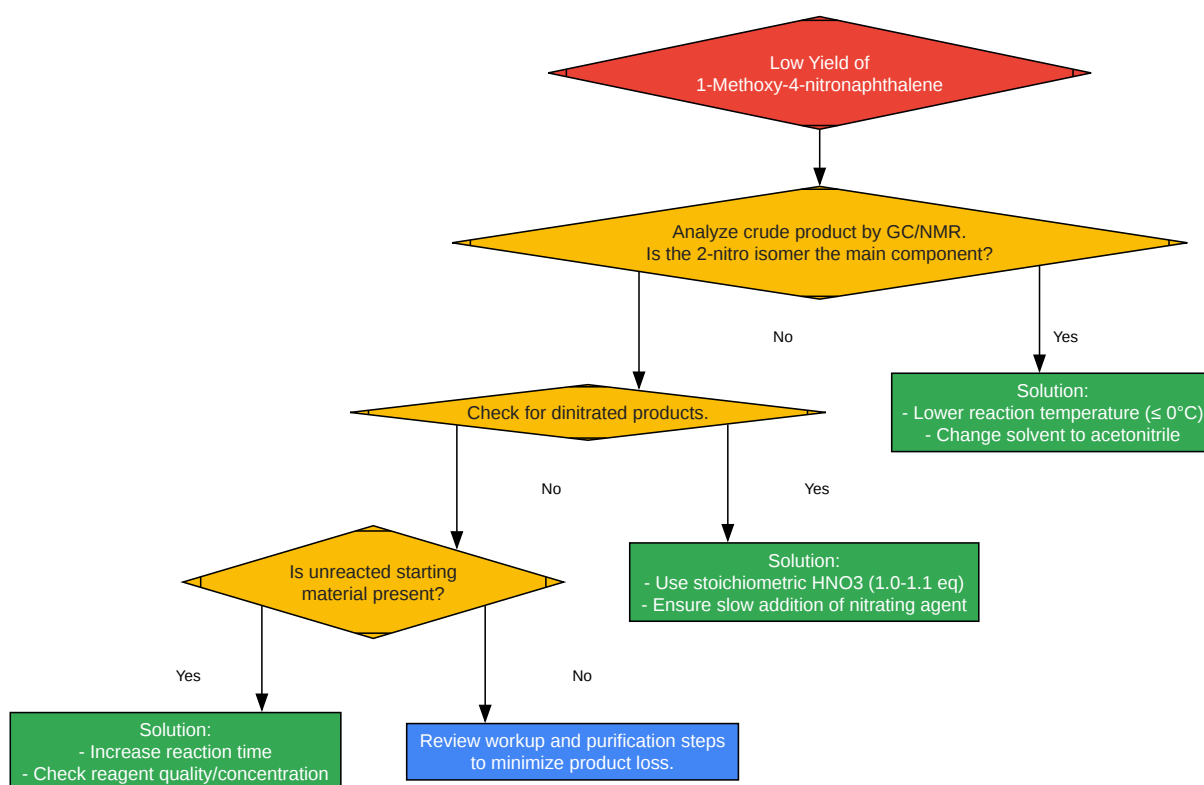 Low Yield of
1-Methoxy-4-nitronaphthalene
Analyze crude product by GC/NMR.
Is the 2-nitro isomer the main component?
No
Yes
Check for dinitrated products.
Solution:
- Lower reaction temperature (≤ 0°C)
- Change solvent to acetonitrile
No
Yes
Is unreacted starting
material present?
Solution:
- Use stoichiometric HNO3 (1.0-1.1 eq)
- Ensure slow addition of nitrating agent
Yes
No
Solution:
- Increase reaction time
- Check reagent quality/concentration
Review workup and purification steps
to minimize product loss.